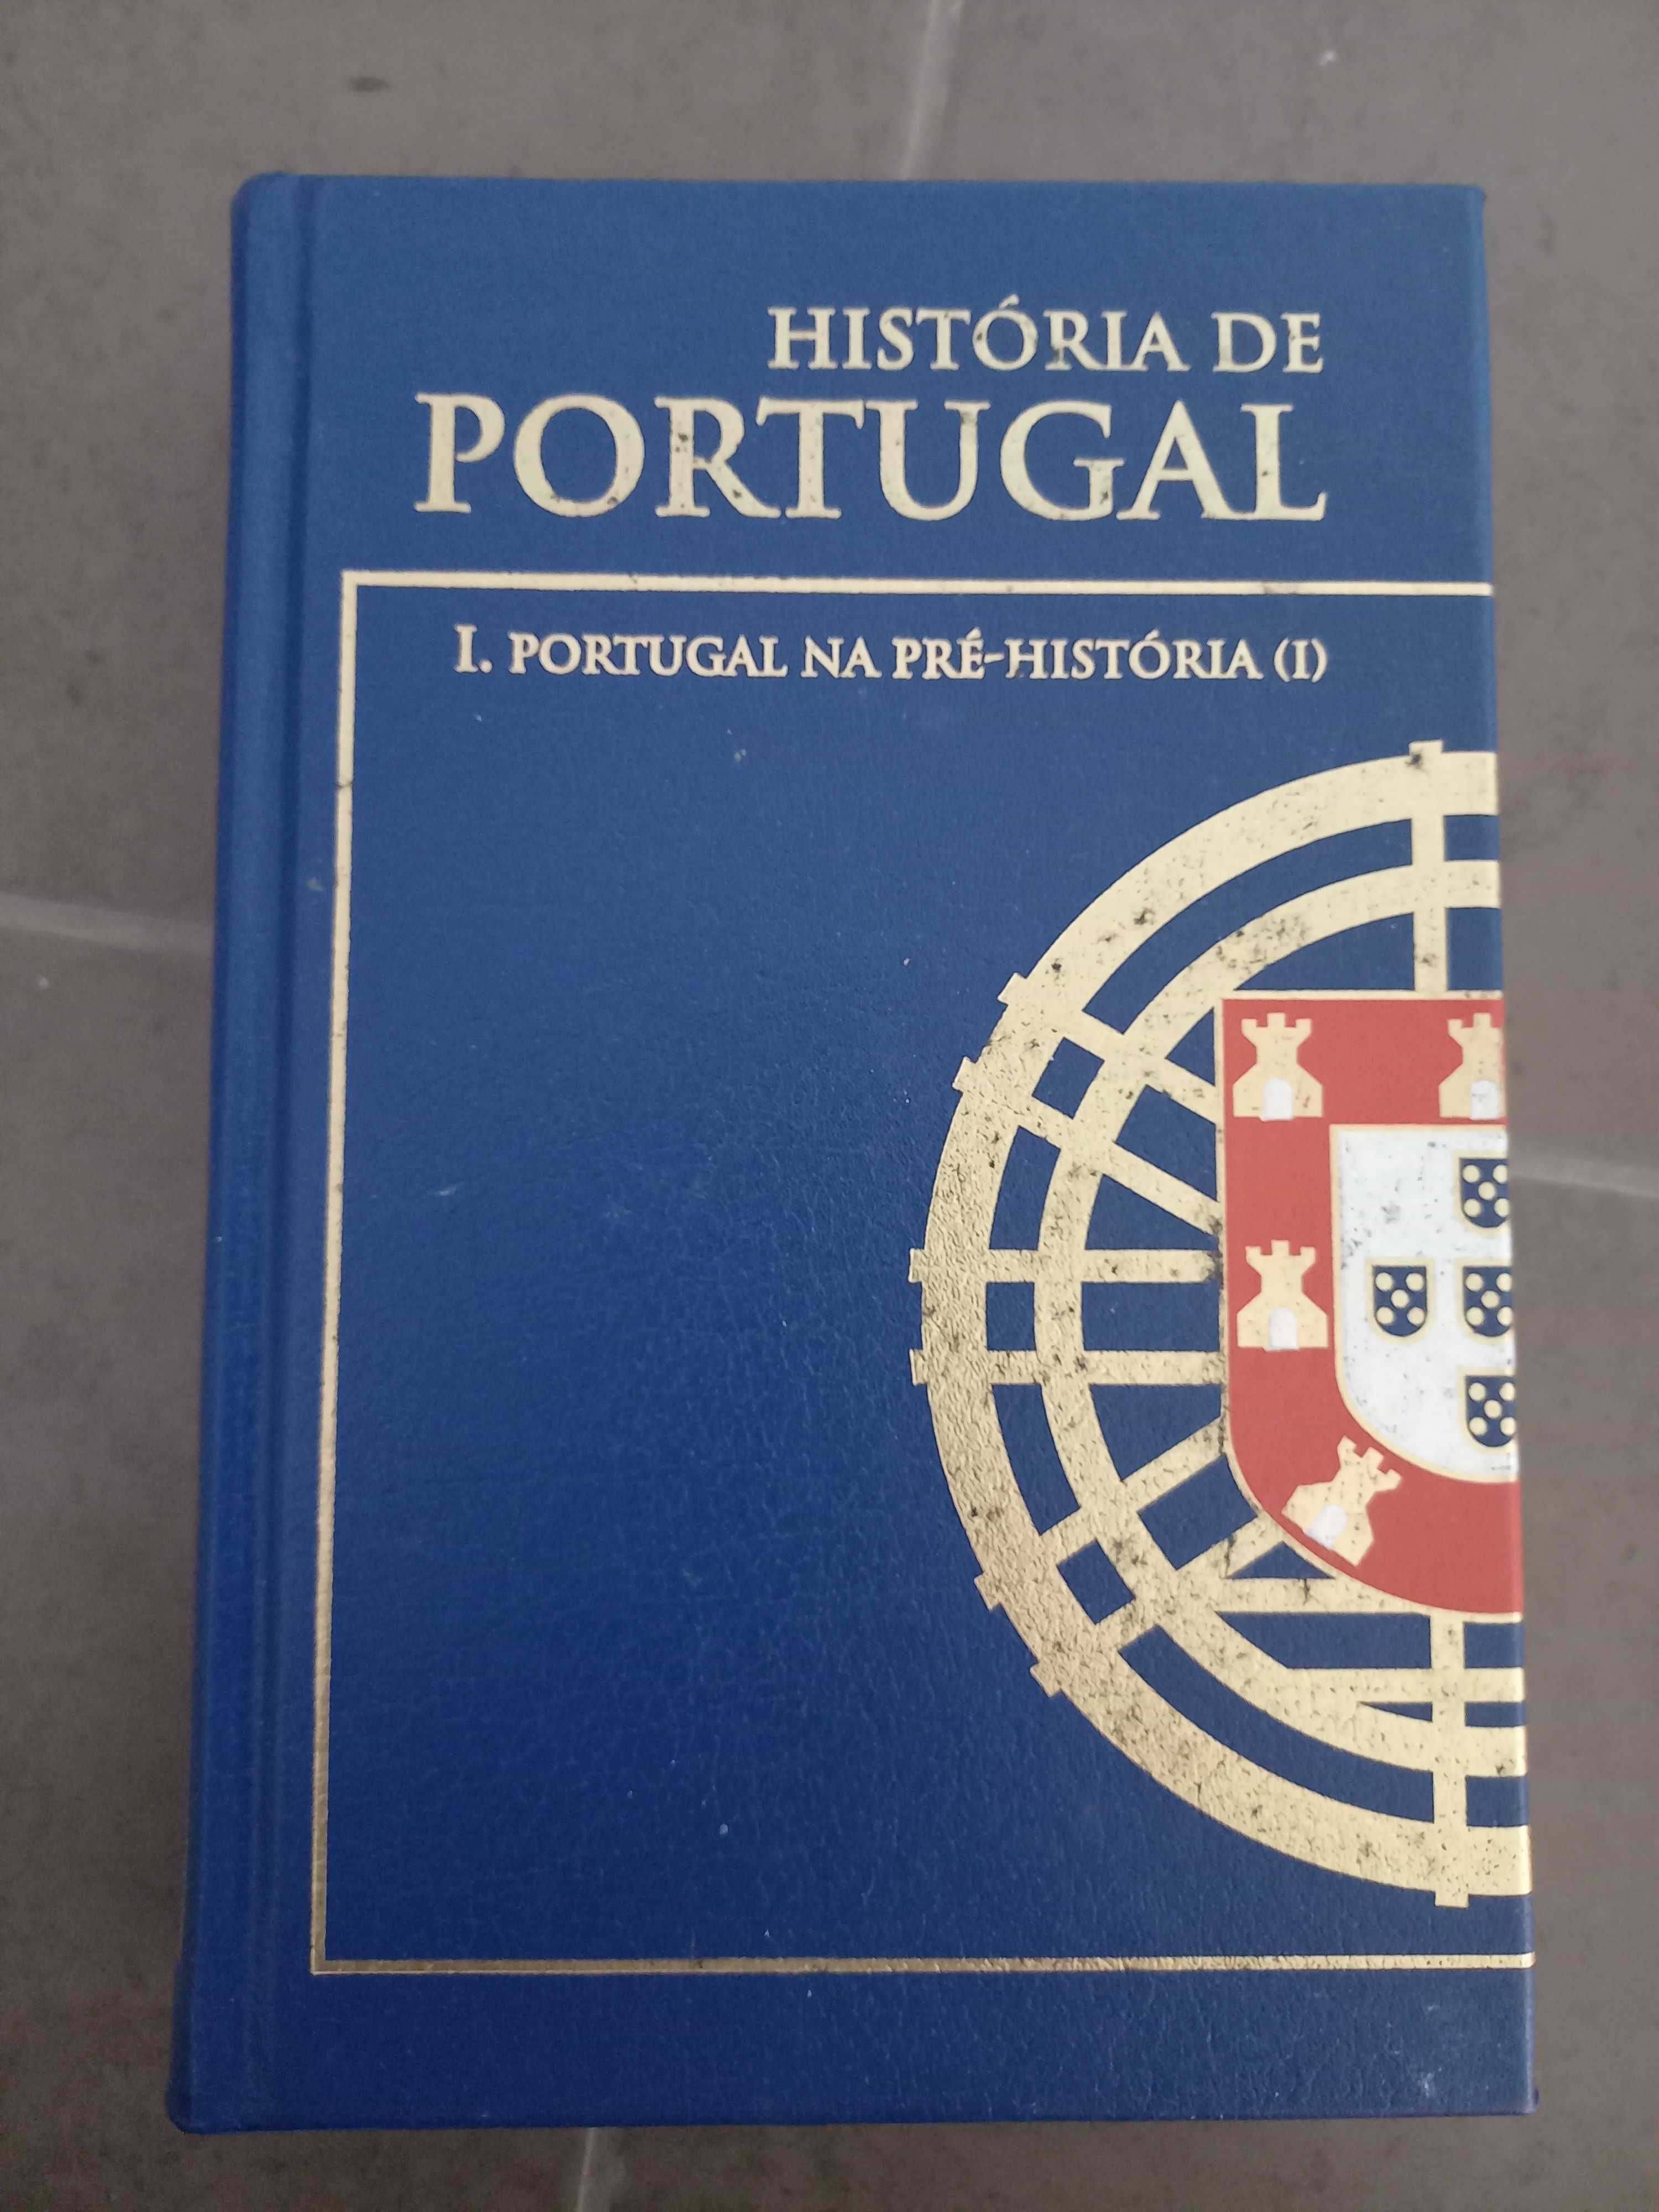 HISTÓRIA DE
PORTUGAL
I. PORTUGAL NA PRÉ-HISTÓRIA (I)